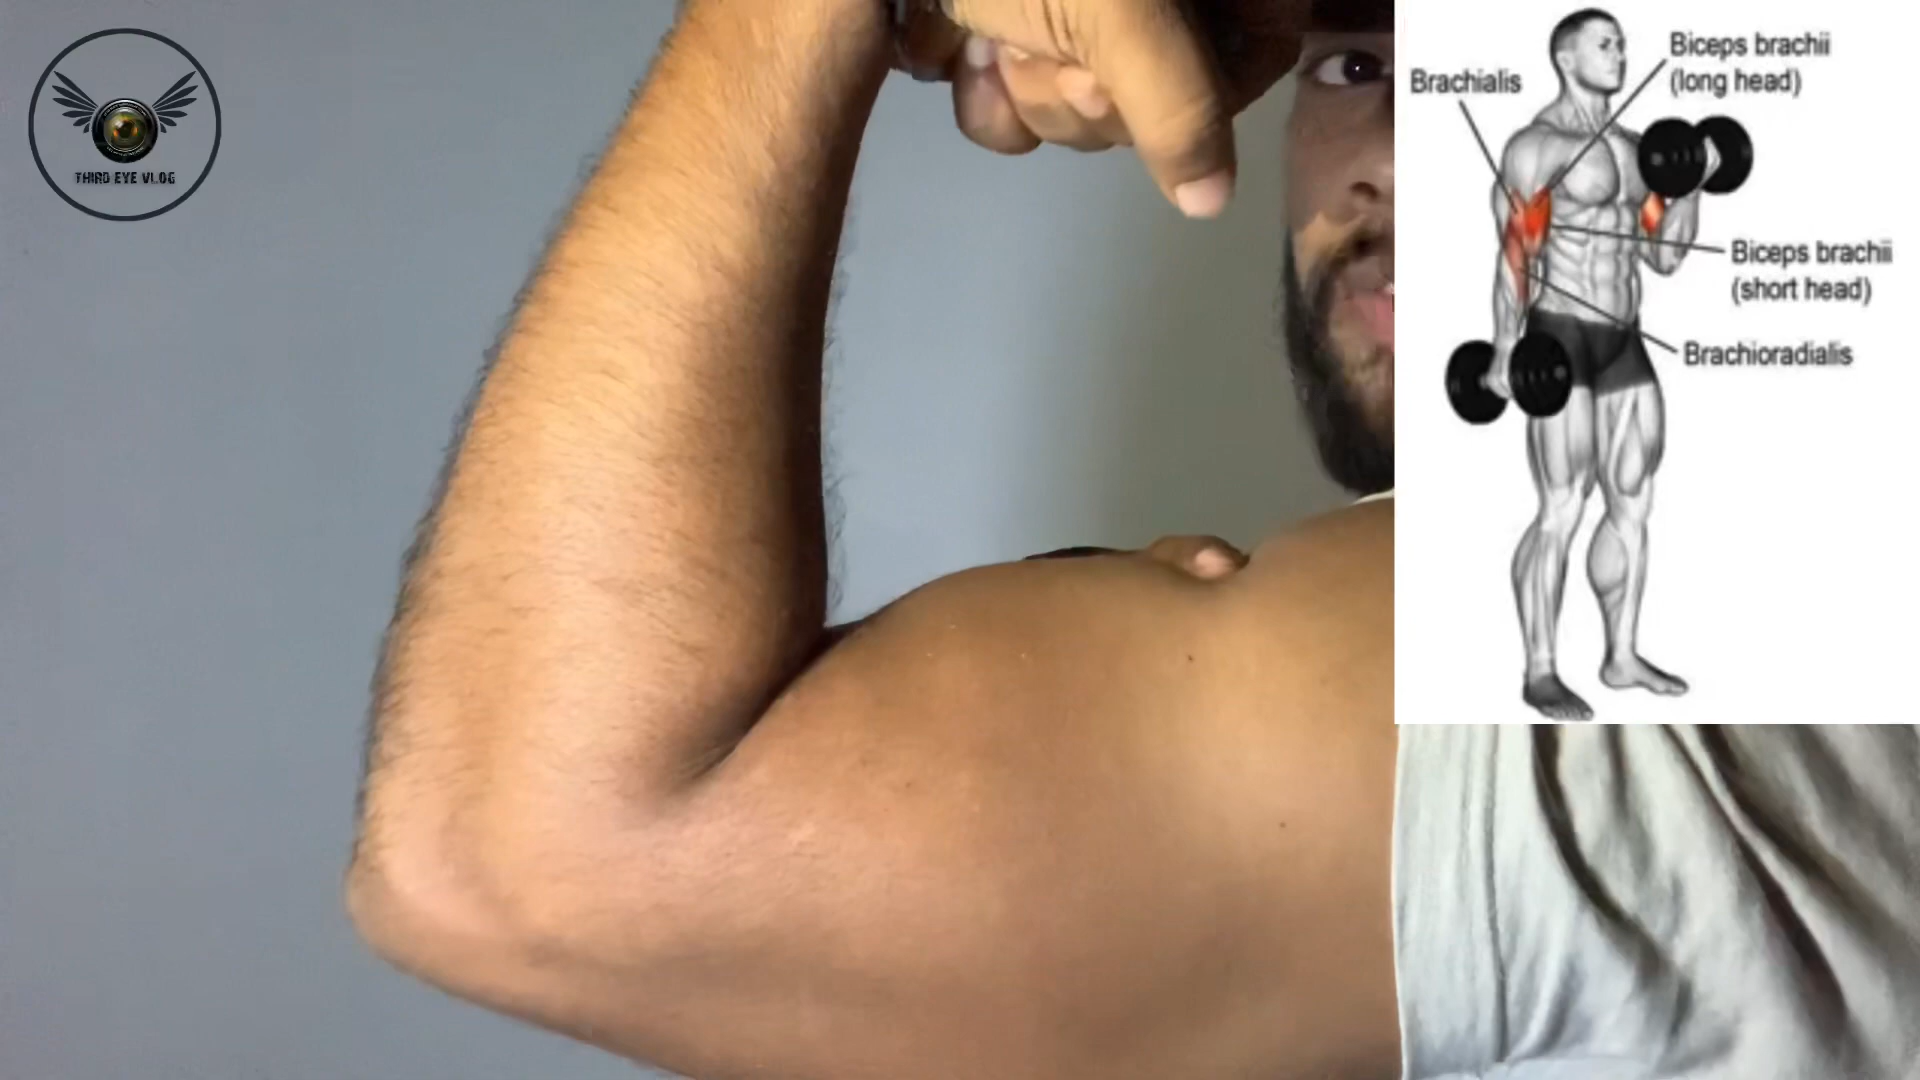 THIRD EYE VLOG
Brachialis
Biceps brachii
(long head)
Biceps brachii
(short head)
Brachioradialis